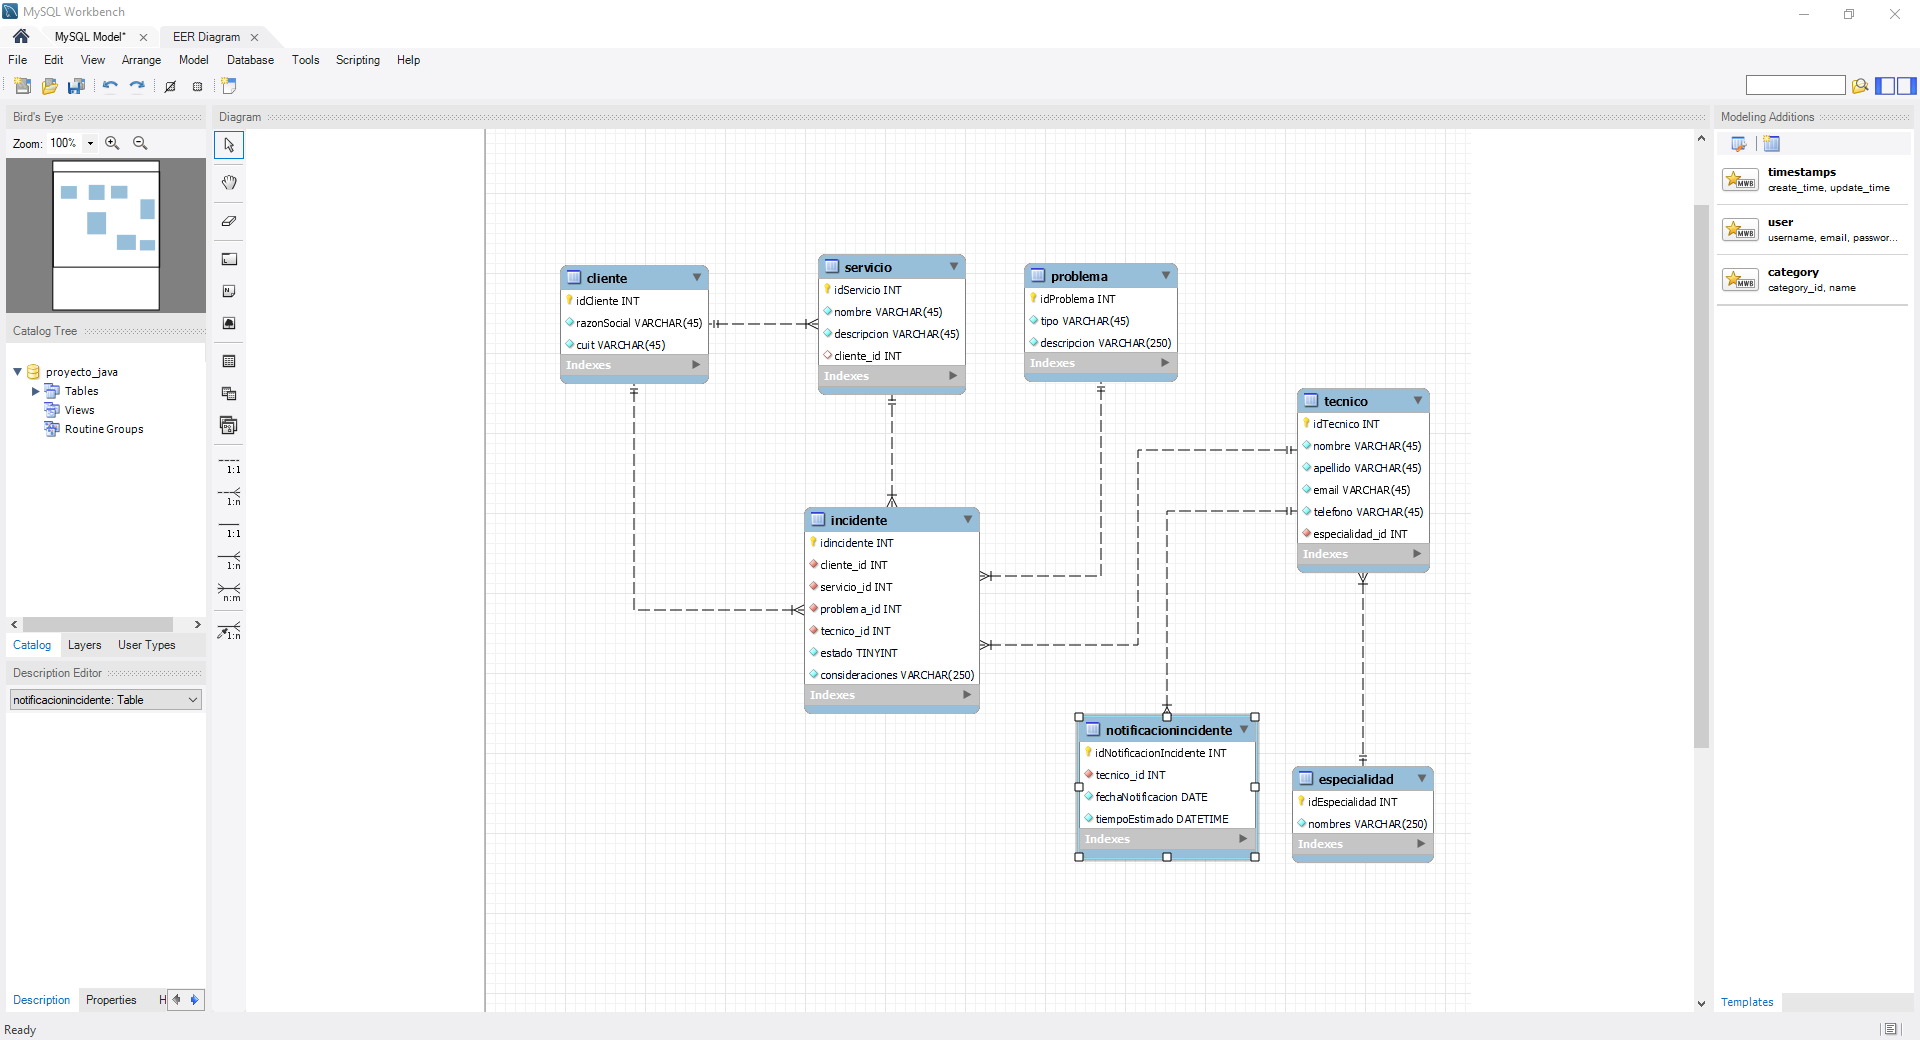 MySQL Workbench
MySQL Model*
EER Diagram
File Edit View Arrange Model Database Tools Scripting Help
Bird's Eye
Zoom: 100%
Catalog Tree
proyecto_java
Tables
Views
Routine Groups
Catalog Layers User Types
Description Editor
notificacionincidente: Table
Description Properties H
Ready
Diagram
1:1
1:n
1:1
1:n
n:m
1:n
cliente
idCliente INT
razonSocial VARCHAR(45)
cuit VARCHAR(45)
Indexes
servicio
idServicio INT
nombre VARCHAR(45)
descripcion VARCHAR(45)
cliente_id INT
Indexes
problema
idProblema INT
tipo VARCHAR(45)
descripcion VARCHAR(250)
Indexes
tecnico
idTecnico INT
nombre VARCHAR(45)
apellido VARCHAR(45)
email VARCHAR(45)
telefono VARCHAR(45)
especialidad_id INT
Indexes
incidente
idincidente INT
cliente_id INT
servicio_id INT
problema_id INT
tecnico_id INT
estado TINYINT
consideraciones VARCHAR(250)
Indexes
notificacionincidente
idNotificacionIncidente INT
tecnico_id INT
fechaNotificacion DATE
tiempoEstimado DATETIME
Indexes
especialidad
idEspecialidad INT
nombres VARCHAR(250)
Indexes
Modeling Additions
MWB
timestamps
create_time, update_time
MWB
user
username, email, passwor...
MWB
category
category_id, name
Templates